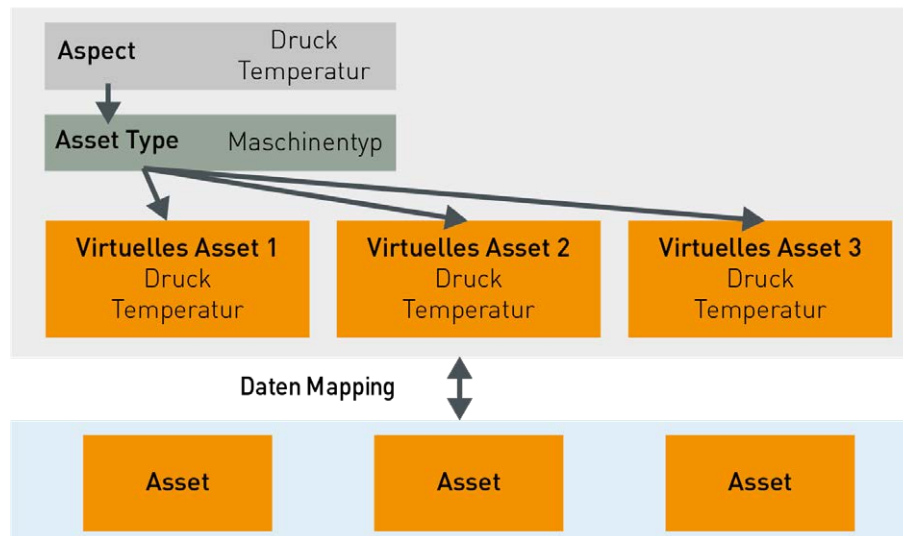 Aspect
Druck
Temperatur
Asset Type
Maschinentyp
Virtuelles Asset 1
Druck
Temperatur
Virtuelles Asset 2
Druck
Temperatur
Virtuelles Asset 3
Druck
Temperatur
Daten Mapping
Asset
Asset
Asset